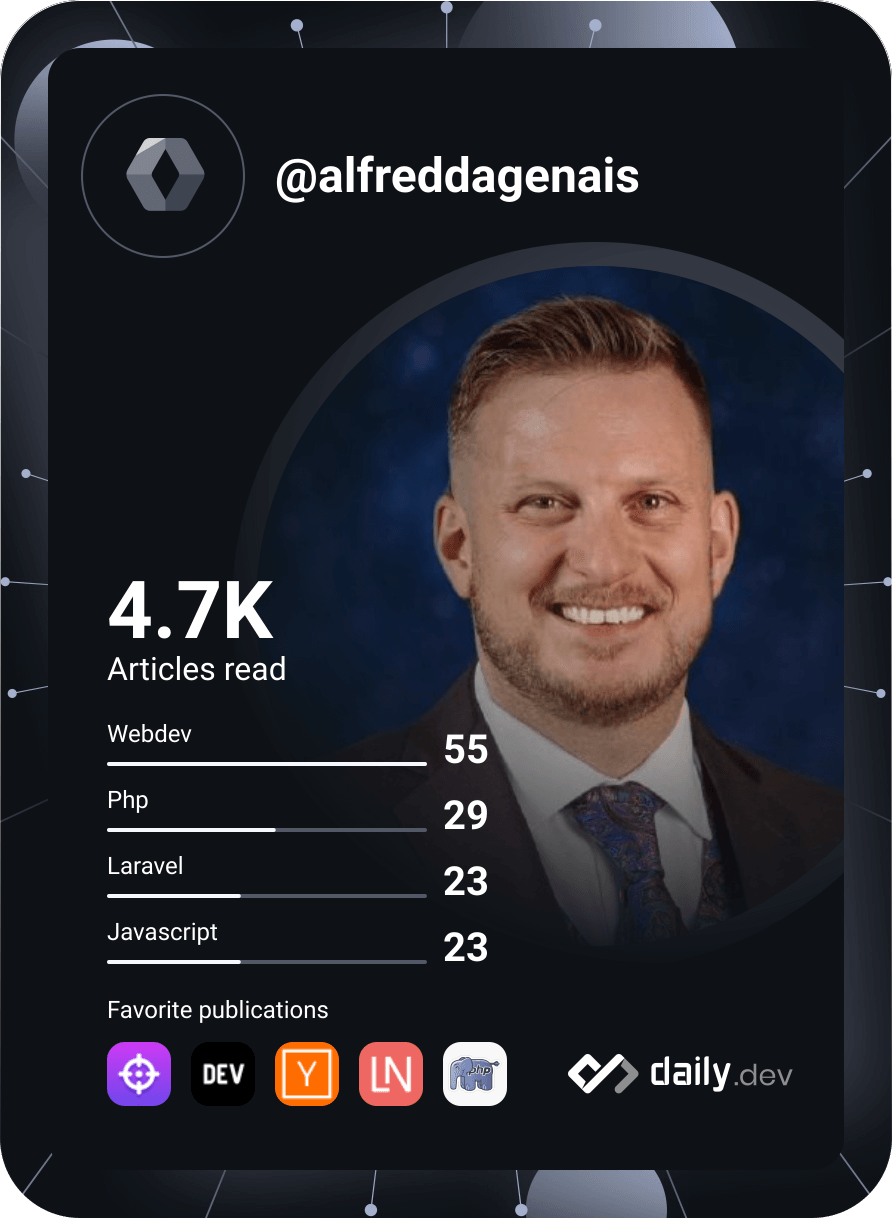 @alfreddagenais
4.7K
Articles read
Webdev
55
Php
29
Laravel
23
Javascript
23
Favorite publications
DEV
Y
LN
php
daily.dev